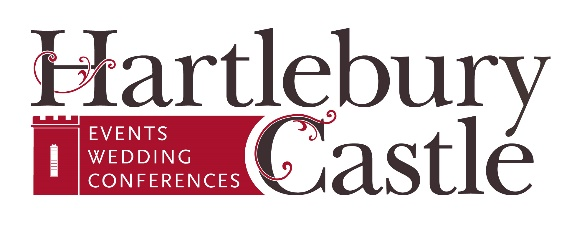 Hartlebury
EVENTS
WEDDING
CONFERENCES
Castle